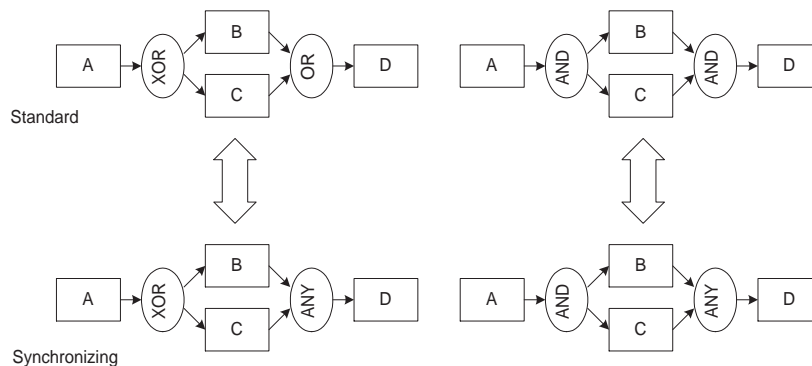 A XOR B C OR D
A AND B C AND D
Standard
A XOR B C ANY D
A AND B C ANY D
Synchronizing